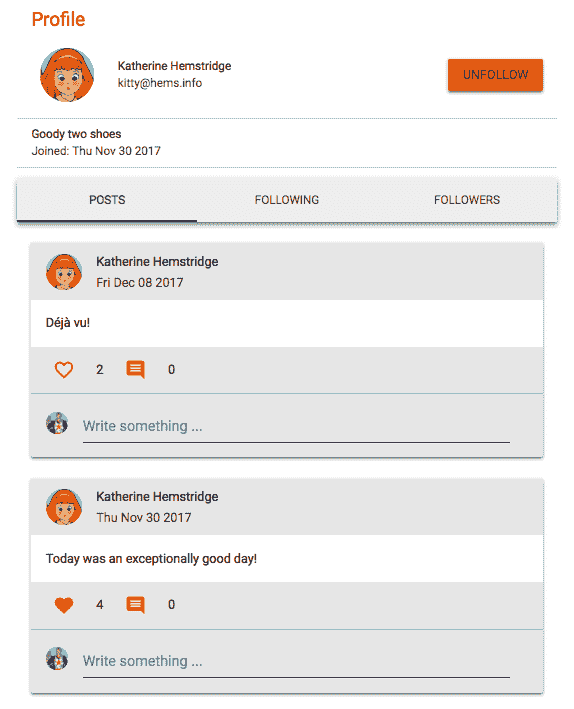 Profile
Katherine Hemstridge
kitty@hems.info
UNFOLLOW
Goody two shoes
Joined: Thu Nov 30 2017
POSTS FOLLOWING FOLLOWERS
Katherine Hemstridge
Fri Dec 08 2017
Déjà vu!
2 0
Write something ...
Katherine Hemstridge
Thu Nov 30 2017
Today was an exceptionally good day!
4 0
Write something ...